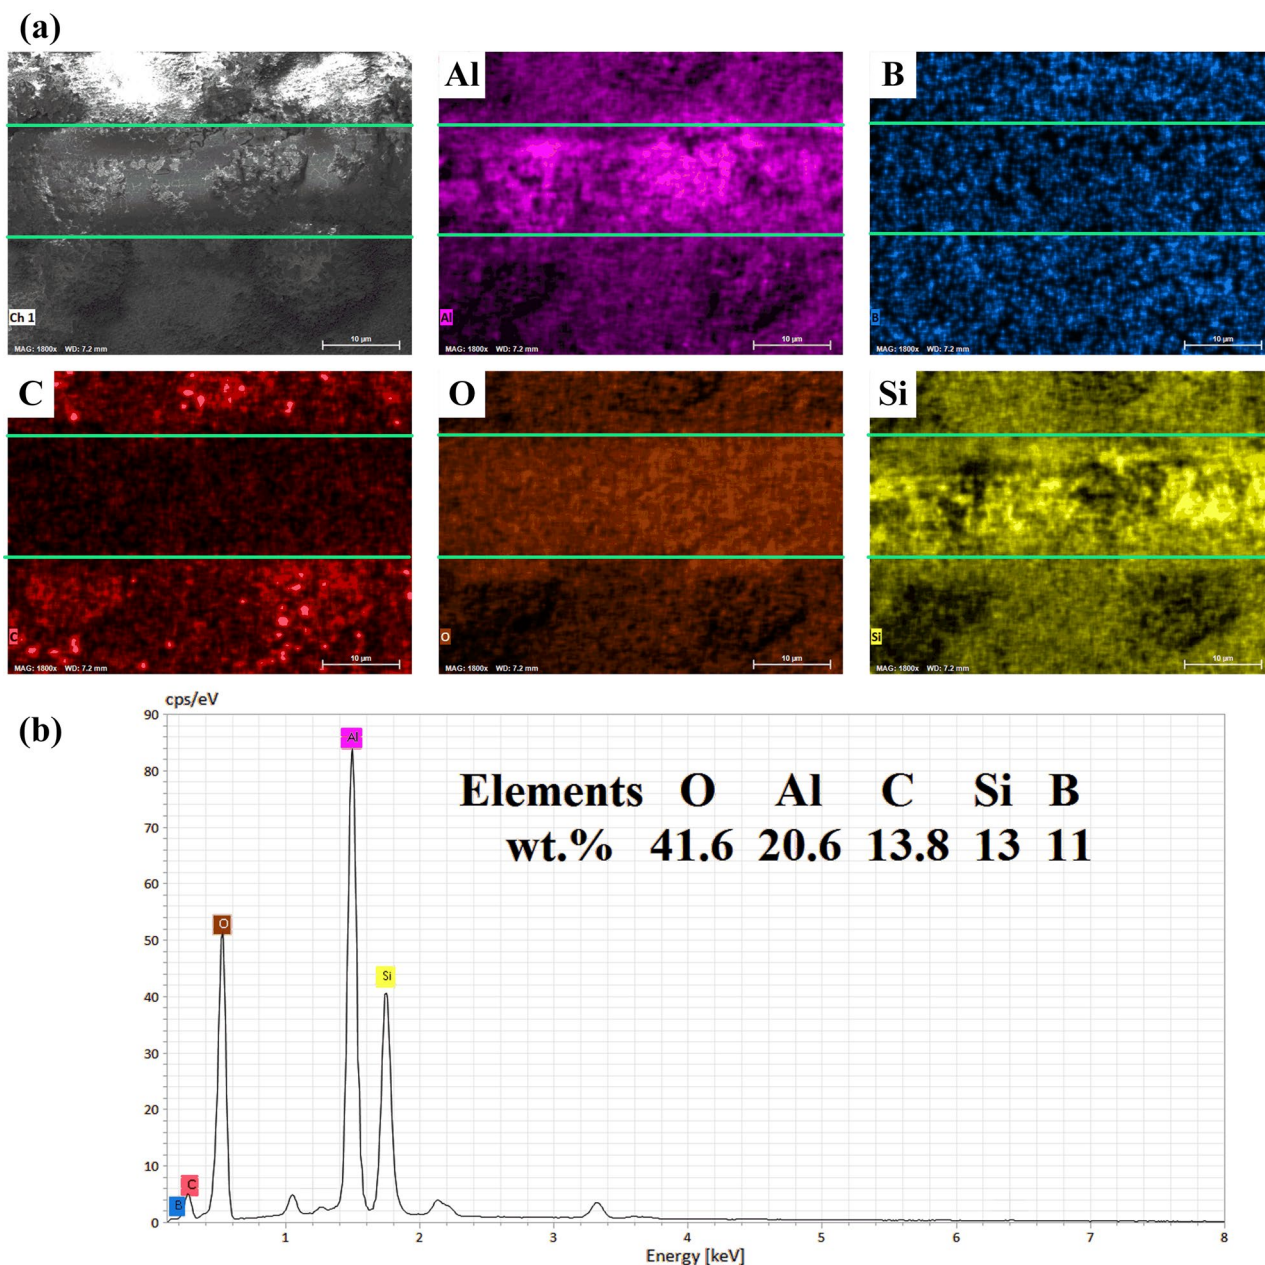 (a)
Al
B
Ch 1
MAG: 1800x WD: 7.2 mm
10 µm
Al
MAG: 1800x WD: 7.2 mm
10 µm
B
MAG: 1800x WD: 7.2 mm
10 µm
C
O
Si
C
MAG: 1800x WD: 7.2 mm
10 µm
O
MAG: 1800x WD: 7.2 mm
10 µm
Si
MAG: 1800x WD: 7.2 mm
10 µm
(b)
cps/eV
90
80
70
60
50
40
30
20
10
0
Al
O
Si
C
B
Elements O Al C Si B
wt.% 41.6 20.6 13.8 13 11
1 2 3 4 5 6 7 8
Energy [keV]